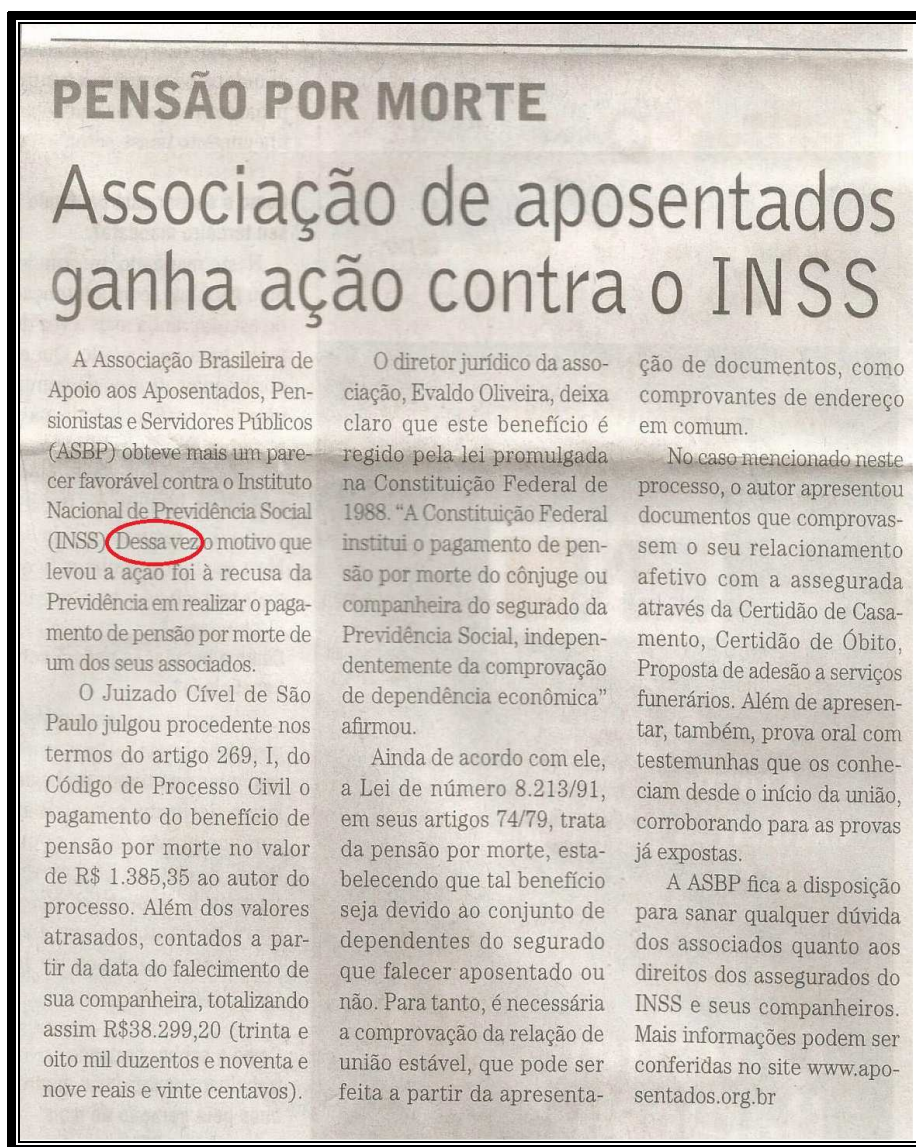 PENSÃO POR MORTE
Associação de aposentados
ganha ação contra o INSS
A Associação Brasileira de
Apoio aos Aposentados, Pen-
sionistas e Servidores Públicos
(ASBP) obteve mais um pare-
cer favorável contra o Instituto
Nacional de Previdência Social
(INSS) Dessa vez o motivo que
levou a ação foi à recusa da
Previdência em realizar o paga-
mento de pensão por morte de
um dos seus associados.
O Juizado Cível de São
Paulo julgou procedente nos
termos do artigo 269, I, do
Código de Processo Civil o
pagamento do benefício de
pensão por morte no valor
de R$ 1.385,35 ao autor do
processo. Além dos valores
atrasados, contados a par-
tir da data do falecimento de
sua companheira, totalizando
assim R$38.299,20 (trinta e
oito mil duzentos e noventa e
nove reais e vinte centavos).
O diretor jurídico da asso-
ciação, Evaldo Oliveira, deixa
claro que este benefício é
regido pela lei promulgada
na Constituição Federal de
1988. “A Constituição Federal
institui o pagamento de pen-
são por morte do cônjuge ou
companheira do segurado da
Previdência Social, indepen-
dentemente da comprovação
de dependência econômica”
afirmou.
Ainda de acordo com ele,
a Lei de número 8.213/91,
em seus artigos 74/79, trata
da pensão por morte, esta-
belecendo que tal benefício
seja devido ao conjunto de
dependentes do segurado
que falecer aposentado ou
não. Para tanto, é necessária
a comprovação da relação de
união estável, que pode ser
feita a partir da apresenta-
ção de documentos, como
comprovantes de endereço
em comum.
No caso mencionado neste
processo, o autor apresentou
documentos que comprovas-
sem o seu relacionamento
afetivo com a assegurada
através da Certidão de Casa-
mento, Certidão de Óbito,
Proposta de adesão a serviços
funerários. Além de apresen-
tar, também, prova oral com
testemunhas que os conhe-
ciam desde o início da união,
corroborando para as provas
já expostas.
A ASBP fica a disposição
para sanar qualquer dúvida
dos associados quanto aos
direitos dos assegurados do
INSS e seus companheiros.
Mais informações podem ser
conferidas no site www.apo-
sentados.org.br